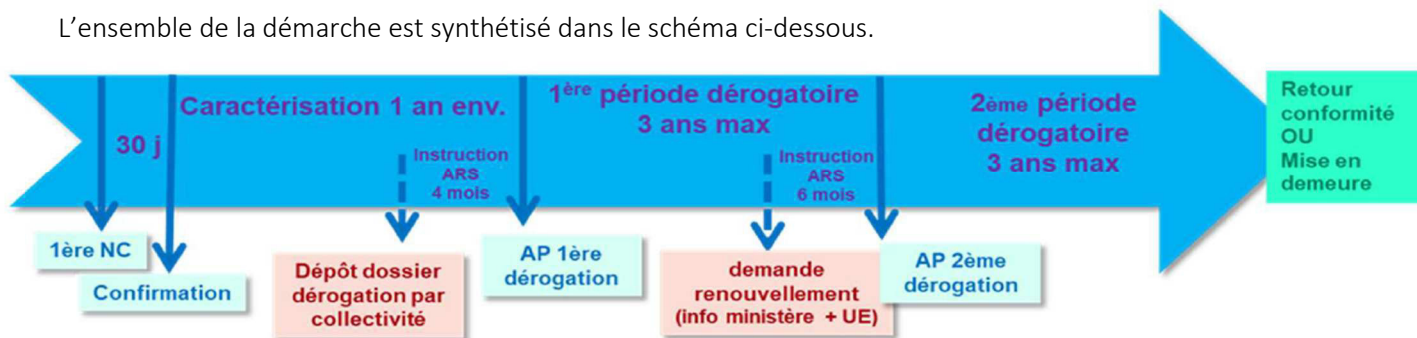 L’ensemble de la démarche est synthétisé dans le schéma ci-dessous.
30 j
Caractérisation 1 an env.
Instruction
ARS
4 mois
1ère période dérogatoire
3 ans max
Instruction
ARS
6 mois
2ème période
dérogatoire
3 ans max
Retour
conformité
OU
Mise en
demeure
1ère NC
Confirmation
Dépôt dossier
dérogation par
collectivité
AP 1ère
dérogation
demande
renouvellement
(info ministère + UE)
AP 2ème
dérogation